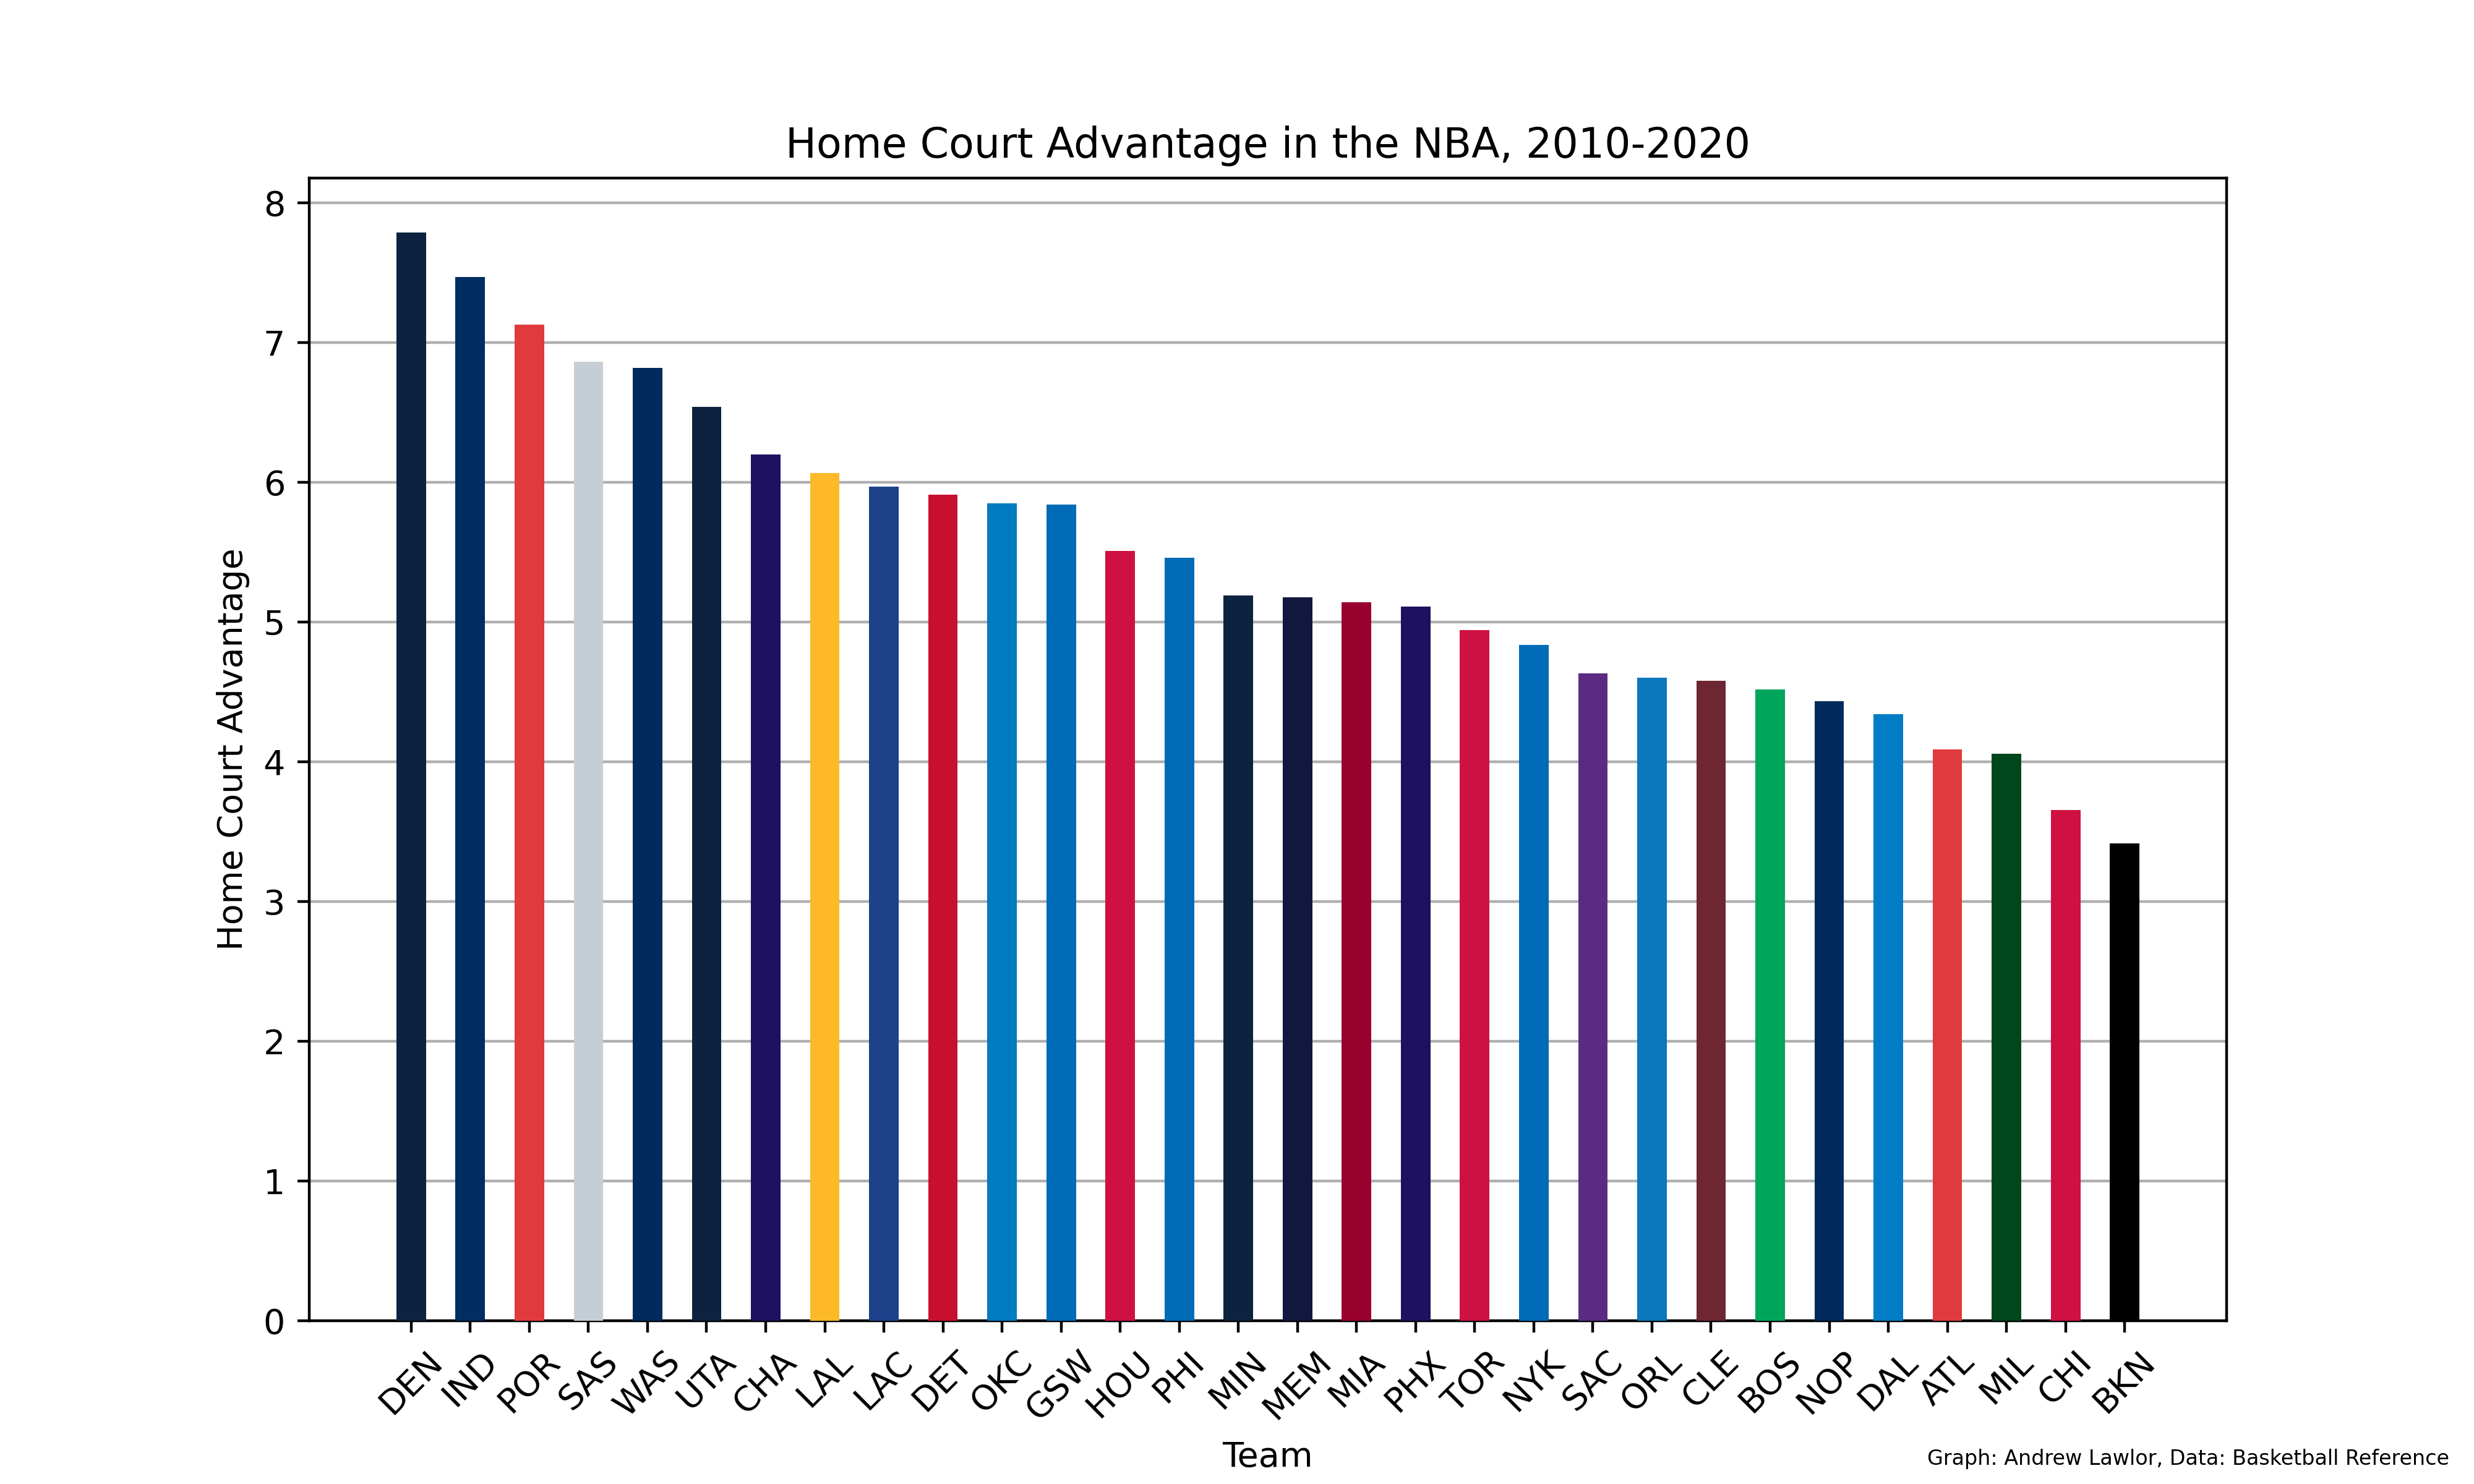 Home Court Advantage in the NBA, 2010-2020
Home Court Advantage
8
7
6
5
4
3
2
1
0
DEN
IND
POR
SAS
WAS
UTA
CHA
LAL
LAC
DET
OKC
GSW
HOU
PHI
MIN
MEM
MIA
PHX
TOR
NYK
SAC
ORL
CLE
BOS
NOP
DAL
ATL
MIL
CHI
BKN
Team
Graph: Andrew Lawlor, Data: Basketball Reference